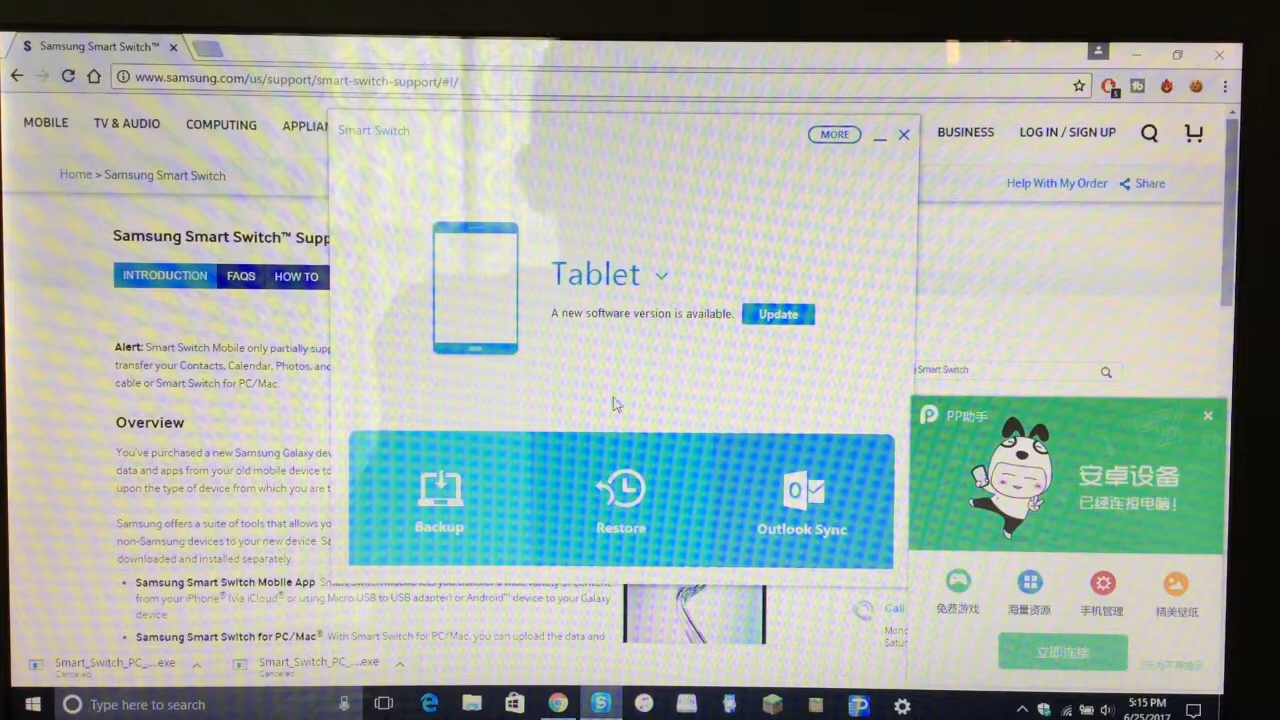 Samsung Smart Switch™
www.samsung.com/us/support/smart-switch-support/#!/
MOBILE TV & AUDIO COMPUTING APPLIAN
BUSINESS LOG IN / SIGN UP
Home > Samsung Smart Switch
Help With My Order Share
Smart Switch
MORE
Samsung Smart Switch™ Supp
INTRODUCTION FAQS HOW TO
Tablet
A new software version is available. Update
Alert: Smart Switch Mobile only partially supp
transfer your Contacts, Calendar, Photos, and
cable or Smart Switch for PC/Mac.
Smart Switch
Overview
You've purchased a new Samsung Galaxy dev
data and apps from your old mobile device to
upon the type of device from which you are t
Samsung offers a suite of tools that allows yo
non-Samsung devices to your new device. Sa
downloaded and installed separately.
Backup Restore Outlook Sync
Samsung Smart Switch Mobile App
from your iPhone® (via iCloud® or using Micro USB to USB adapter) or Android™ device to your Galaxy
device.
Samsung Smart Switch for PC/Mac® With Smart Switch for PC/Mac, you can upload the data and
Call
Mond
Satur
PP助手
安卓设备
已经连接电脑!
免费游戏 海量资源 手机管理 精美壁纸
立即连接
Smart_Switch_PC_....exe
Canceled
Smart_Switch_PC_....exe
Canceled
Type here to search
5:15 PM
6/25/2017